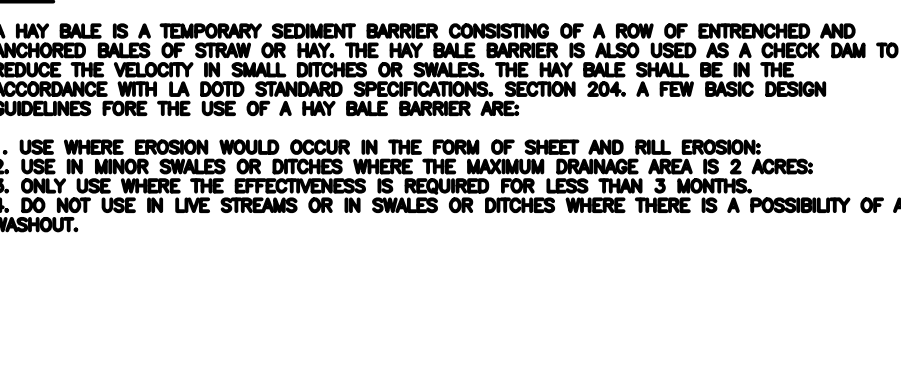 A HAY BALE IS A TEMPORARY SEDIMENT BARRIER CONSISTING OF A ROW OF ENTRENCHED AND
ANCHORED BALES OF STRAW OR HAY. THE HAY BALE BARRIER IS ALSO USED AS A CHECK DAM TO
REDUCE THE VELOCITY IN SMALL DITCHES OR SWALES. THE HAY BALE SHALL BE IN THE
ACCORDANCE WITH LA DOTD STANDARD SPECIFICATIONS. SECTION 204. A FEW BASIC DESIGN
GUIDELINES FORE THE USE OF A HAY BALE BARRIER ARE:
1. USE WHERE EROSION WOULD OCCUR IN THE FORM OF SHEET AND RILL EROSION:
2. USE IN MINOR SWALES OR DITCHES WHERE THE MAXIMUM DRAINAGE AREA IS 2 ACRES:
3. ONLY USE WHERE THE EFFECTIVENESS IS REQUIRED FOR LESS THAN 3 MONTHS.
4. DO NOT USE IN LIVE STREAMS OR IN SWALES OR DITCHES WHERE THERE IS A POSSIBILITY OF A
WASHOUT.